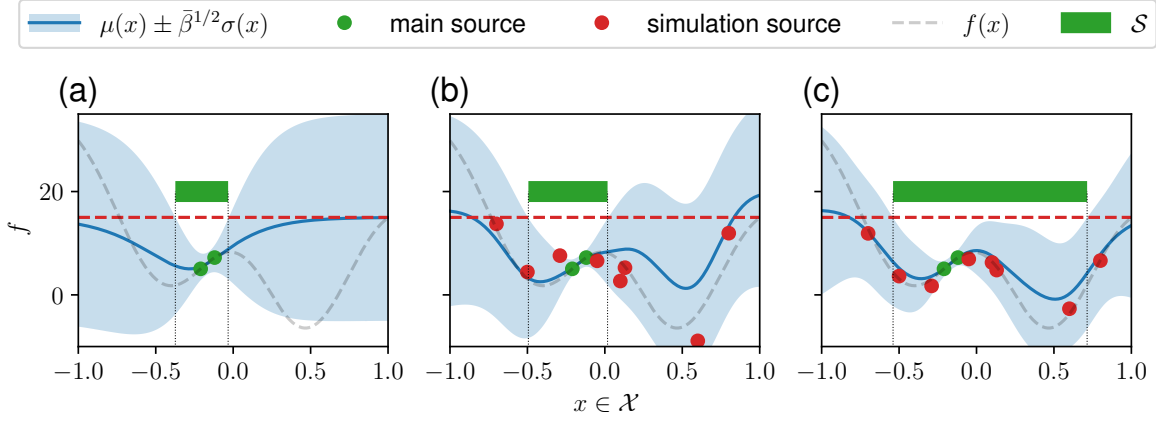 μ(x) ± β̄^{1/2}σ(x) main source simulation source f(x) 𝒮
(a) (b) (c)
f
20
0
−1.0 −0.5 0.0 0.5 1.0 −1.0 −0.5 0.0 0.5 1.0 −1.0 −0.5 0.0 0.5 1.0
x ∈ 𝒳